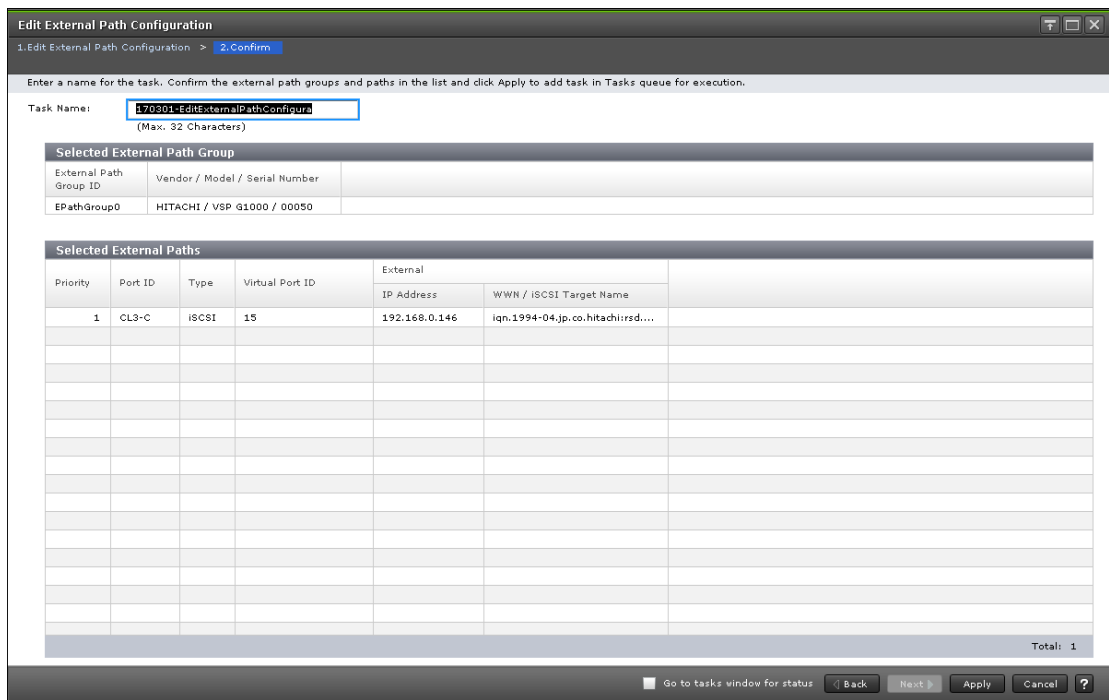 Edit External Path Configuration
1.Edit External Path Configuration > 2.Confirm
Enter a name for the task. Confirm the external path groups and paths in the list and click Apply to add task in Tasks queue for execution.
Task Name: 170301-EditExternalPathConfigura
(Max. 32 Characters)
Selected External Path Group
External Path Group ID Vendor / Model / Serial Number
EPathGroup0 HITACHI / VSP G1000 / 00050
Selected External Paths
Priority Port ID Type Virtual Port ID External
IP Address WWN / iSCSI Target Name
1 CL3-C iSCSI 15 192.168.0.146 iqn.1994-04.jp.co.hitachi:rsd....
Total: 1
Go to tasks window for status Back Next Apply Cancel ?